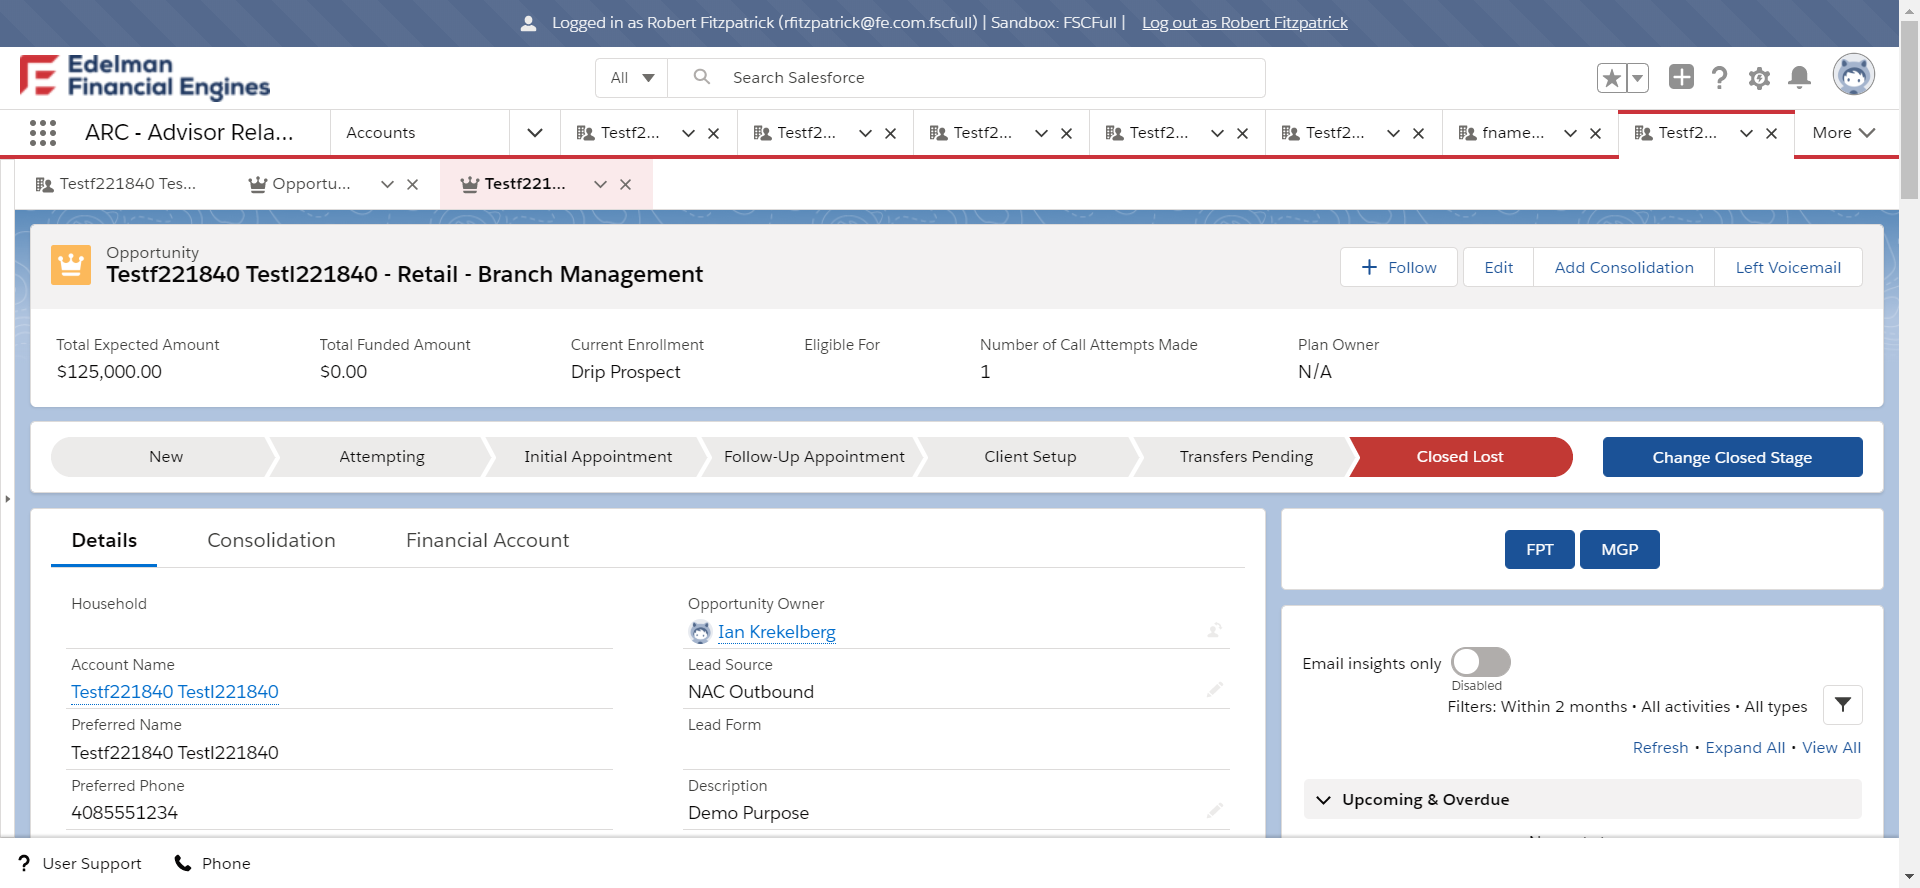 Logged in as Robert Fitzpatrick (rfitzpatrick@fe.com.fscfull) | Sandbox: FSCFull | Log out as Robert Fitzpatrick
Edelman
Financial Engines
All
Search Salesforce
ARC - Advisor Rela...
Accounts
Testf2...
Testf2...
Testf2...
Testf2...
Testf2...
fname...
Testf2...
More
Testf221840 Tes...
Opportu...
Testf221...
Opportunity
Testf221840 Testl221840 - Retail - Branch Management
Follow
Edit
Add Consolidation
Left Voicemail
Total Expected Amount
$125,000.00
Total Funded Amount
$0.00
Current Enrollment
Drip Prospect
Eligible For
Number of Call Attempts Made
1
Plan Owner
N/A
New
Attempting
Initial Appointment
Follow-Up Appointment
Client Setup
Transfers Pending
Closed Lost
Change Closed Stage
Details
Consolidation
Financial Account
Household
Account Name
Testf221840 Testl221840
Preferred Name
Testf221840 Testl221840
Preferred Phone
4085551234
Opportunity Owner
Ian Krekelberg
Lead Source
NAC Outbound
Lead Form
Description
Demo Purpose
FPT
MGP
Email insights only
Disabled
Filters: Within 2 months • All activities • All types
Refresh • Expand All • View All
Upcoming & Overdue
User Support
Phone